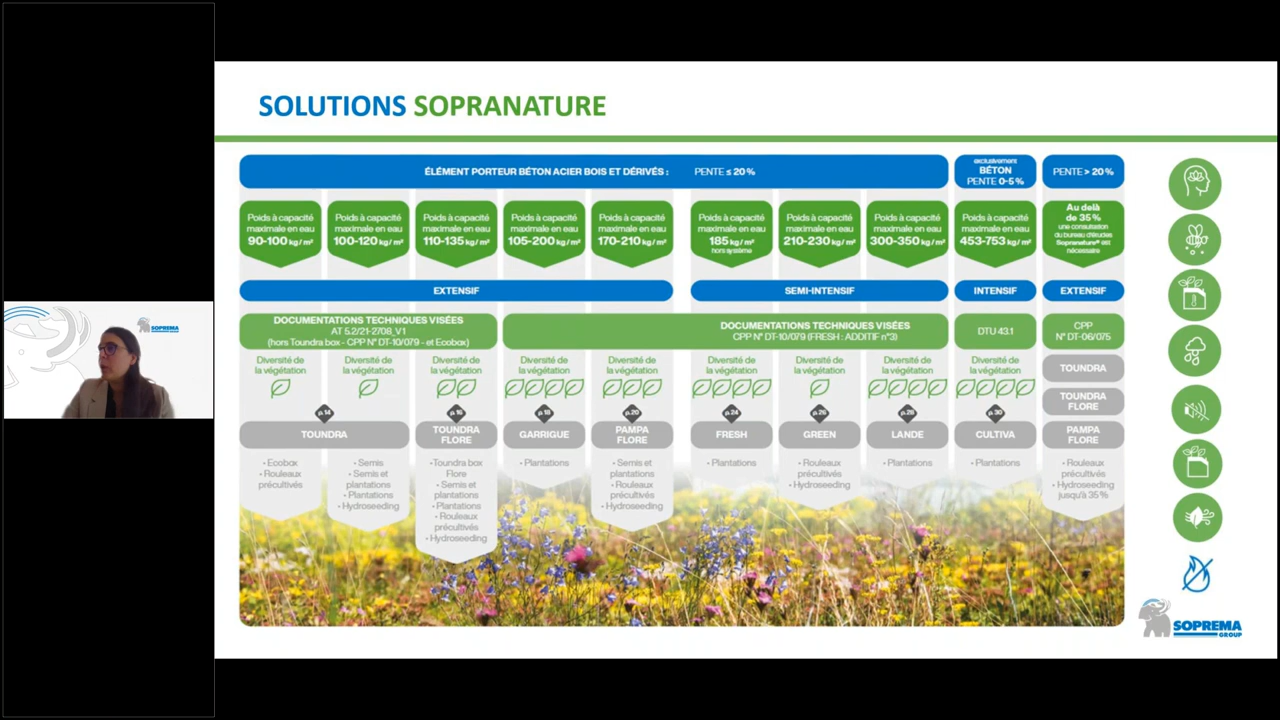 SOLUTIONS SOPRANATURE
ÉLÉMENT PORTEUR BÉTON ACIER BOIS ET DÉRIVÉS : PENTE ≤ 20 %
exclusivement
BÉTON
PENTE 0-5 %
PENTE > 20 %
Poids à capacité
maximale en eau
90-100 kg / m²
Poids à capacité
maximale en eau
100-120 kg / m²
Poids à capacité
maximale en eau
110-135 kg / m²
Poids à capacité
maximale en eau
105-200 kg / m²
Poids à capacité
maximale en eau
170-210 kg / m²
Poids à capacité
maximale en eau
185 kg / m²
hors système
Poids à capacité
maximale en eau
210-230 kg / m²
Poids à capacité
maximale en eau
300-350 kg / m²
Poids à capacité
maximale en eau
453-753 kg / m²
Au delà
de 35 %
une consultation
du bureau d'études
Sopranature® est
nécessaire
EXTENSIF
SEMI-INTENSIF
INTENSIF
EXTENSIF
DOCUMENTATIONS TECHNIQUES VISÉES
AT 5.2/21-2708_V1
(hors Toundra box - CPP N° DT-10/079 - et Ecobox)
DOCUMENTATIONS TECHNIQUES VISÉES
CPP N° DT-10/079 (FRESH : ADDITIF n°3)
DTU 43.1
CPP
N° DT-06/075
Diversité de
la végétation
Diversité de
la végétation
Diversité de
la végétation
Diversité de
la végétation
Diversité de
la végétation
Diversité de
la végétation
Diversité de
la végétation
Diversité de
la végétation
Diversité de
la végétation
TOUNDRA
TOUNDRA
FLORE
p.14
p.16
p.18
p.20
p.24
p.26
p.28
p.30
TOUNDRA
TOUNDRA
FLORE
GARRIGUE
PAMPA
FLORE
FRESH
GREEN
LANDE
CULTIVA
PAMPA
FLORE
• Ecobox
• Rouleaux
précultivés
• Semis
• Semis et
plantations
• Plantations
• Hydroseeding
• Toundra box
Flore
• Semis et
plantations
• Plantations
• Rouleaux
précultivés
• Hydroseeding
• Plantations
• Semis et
plantations
• Rouleaux
précultivés
• Hydroseeding
• Plantations
• Rouleaux
précultivés
• Hydroseeding
• Plantations
• Plantations
• Rouleaux
précultivés
• Hydroseeding
jusqu'à 35 %
SOPREMA
GROUP
SOPREMA